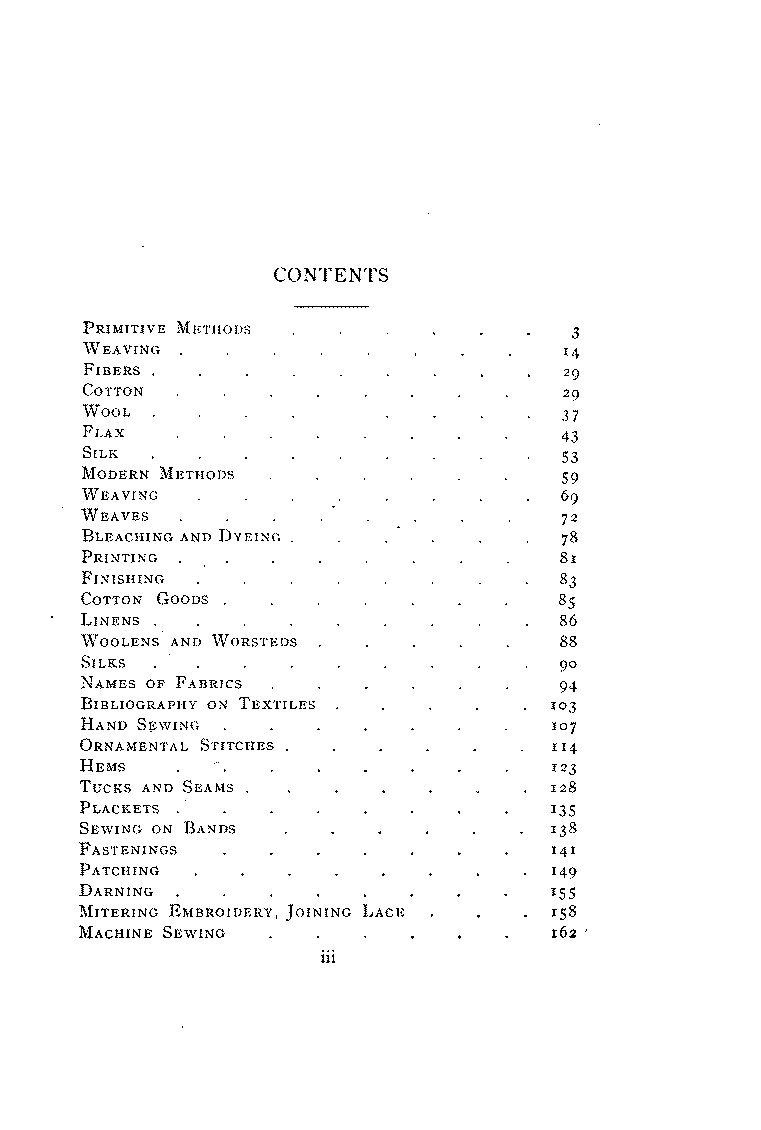 CONTENTS
PRIMITIVE METHODS . . . . . . 3
WEAVING . . . . . . . . 14
FIBERS . . . . . . . . . 29
COTTON . . . . . . . . 29
WOOL . . . . . . . . 37
FLAX . . . . . . . . 43
SILK . . . . . . . . . 53
MODERN METHODS . . . . . . 59
WEAVING . . . . . . . . 69
WEAVES . . . . . . . . 72
BLEACHING AND DYEING . . . . . . 78
PRINTING . . . . . . . . 81
FINISHING . . . . . . . . 83
COTTON GOODS . . . . . . . 85
LINENS . . . . . . . . . 86
WOOLENS AND WORSTEDS . . . . . 88
SILKS . . . . . . . . . 90
NAMES OF FABRICS . . . . . . 94
BIBLIOGRAPHY ON TEXTILES . . . . . 103
HAND SEWING . . . . . . . 107
ORNAMENTAL STITCHES . . . . . . 114
HEMS . . . . . . . . 123
TUCKS AND SEAMS . . . . . . . 128
PLACKETS . . . . . . . . 135
SEWING ON BANDS . . . . . . 138
FASTENINGS . . . . . . . 141
PATCHING . . . . . . . . 149
DARNING . . . . . . . . 155
MITERING EMBROIDERY, JOINING LACE . . . 158
MACHINE SEWING . . . . . . 162
iii